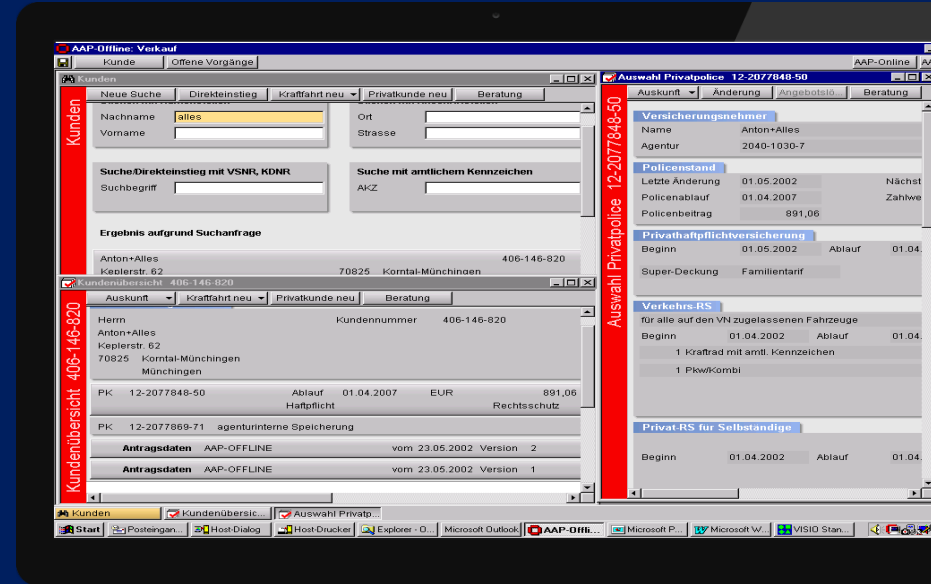 AAP-Offline: Verkauf
Kunde Offene Vorgänge AAP-Online
Kunden
Neue Suche Direkteinstieg Kraftfahrt neu Privatkunde neu Beratung
Kunden
Nachname alles Ort
Vorname Strasse
Suche/Direkteinstieg mit VSNR, KDNR Suche mit amtlichem Kennzeichen
Suchbegriff AKZ
Ergebnis aufgrund Suchanfrage
Anton+Alles 406-146-820
Keplerstr. 62 70825 Korntal-Münchingen
Kundenübersicht 406-146-820
Auskunft Kraftfahrt neu Privatkunde neu Beratung
Kundenübersicht 406-146-820
Herrn Kundennummer 406-146-820
Anton+Alles
Keplerstr. 62
70825 Korntal-Münchingen
Münchingen
PK 12-2077848-50 Ablauf 01.04.2007 EUR 891,06
Haftpflicht Rechtsschutz
PK 12-2077869-71 agenturinterne Speicherung
Antragsdaten AAP-OFFLINE vom 23.05.2002 Version 2
Antragsdaten AAP-OFFLINE vom 23.05.2002 Version 1
Auswahl Privatpolice 12-2077848-50
Auskunft Änderung Angebotslö... Beratung
Auswahl Privatpolice 12-2077848-50
Versicherungsnehmer
Name Anton+Alles
Agentur 2040-1030-7
Policenstand
Letzte Änderung 01.05.2002 Nächst
Policenablauf 01.04.2007 Zahlwe
Policenbeitrag 891,06
Privathaftpflichtversicherung
Beginn 01.05.2002 Ablauf 01.04.
Super-Deckung Familientarif
Verkehrs-RS
für alle auf den VN zugelassenen Fahrzeuge
Beginn 01.04.2002 Ablauf 01.04.
1 Kraftrad mit amtl. Kennzeichen
1 Pkw/Kombi
Privat-RS für Selbständige
Beginn 01.04.2002 Ablauf 01.04.
Kunden Kundenübersic... Auswahl Privatp...
Start Posteingan... Host-Dialog Host-Drucker Explorer - O... Microsoft Outlook AAP-Offli... Microsoft P... Microsoft W... VISIO Stan...